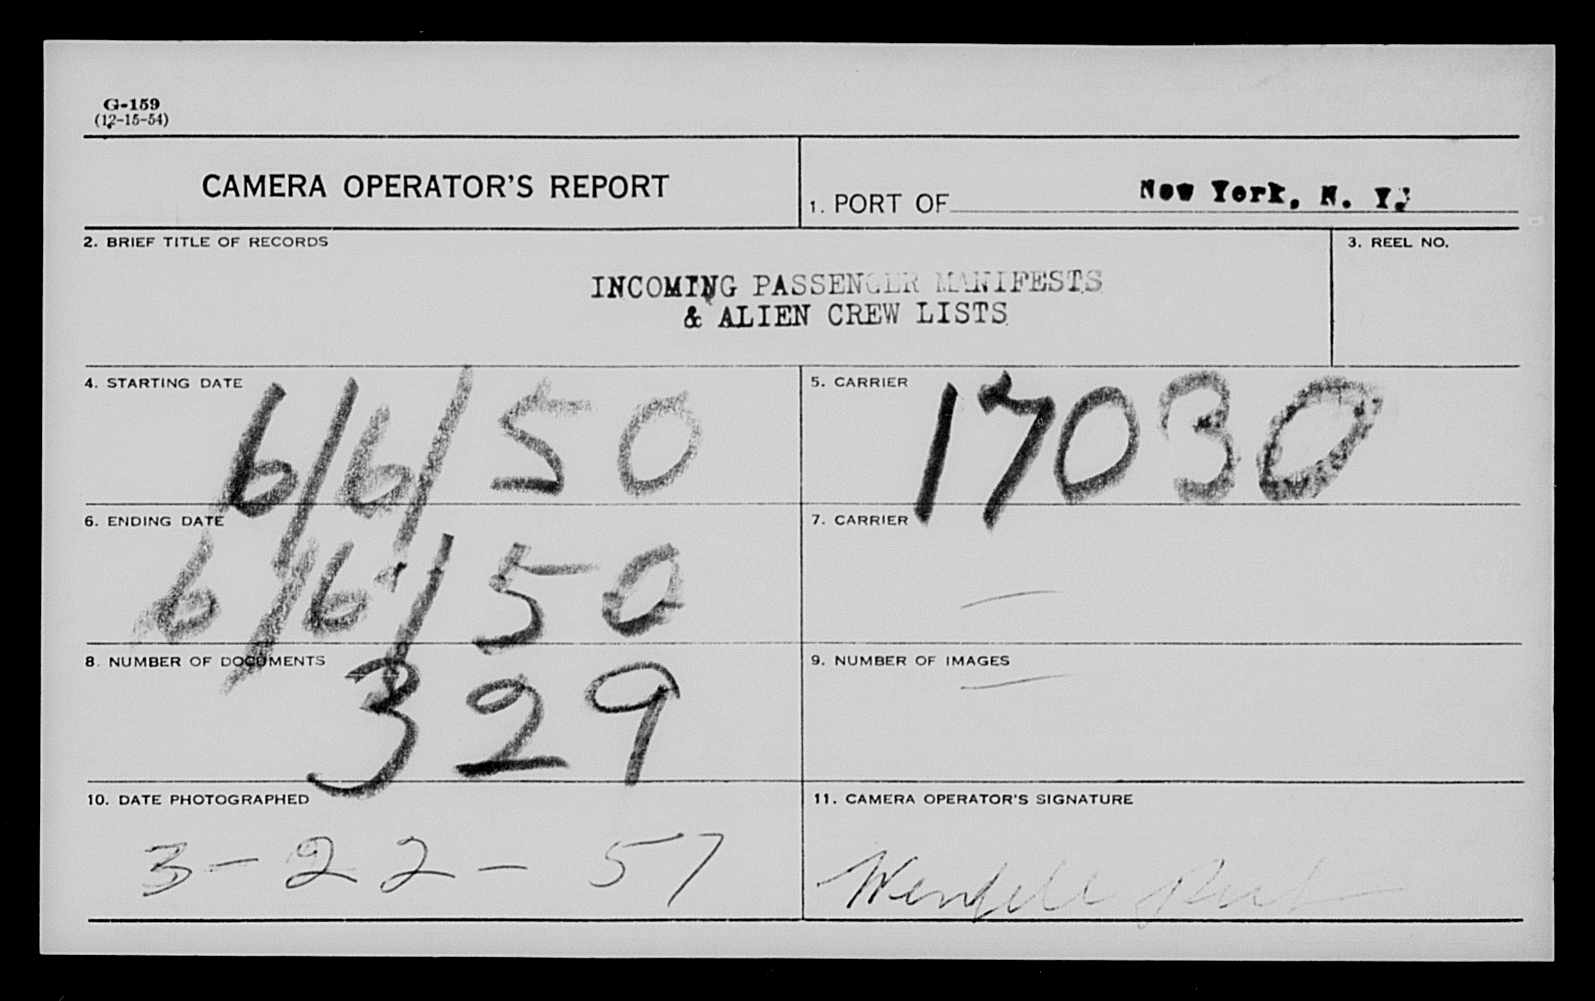 G-159
(12-15-54)
CAMERA OPERATOR'S REPORT
1. PORT OF New York, N. Y.
2. BRIEF TITLE OF RECORDS
3. REEL NO.
INCOMING PASSENGER MANIFESTS
& ALIEN CREW LISTS
4. STARTING DATE
6/6/50
5. CARRIER
17030
6. ENDING DATE
6/6/50
7. CARRIER
—
8. NUMBER OF DOCUMENTS
329
9. NUMBER OF IMAGES
—
10. DATE PHOTOGRAPHED
3-22-57
11. CAMERA OPERATOR'S SIGNATURE
Wendell